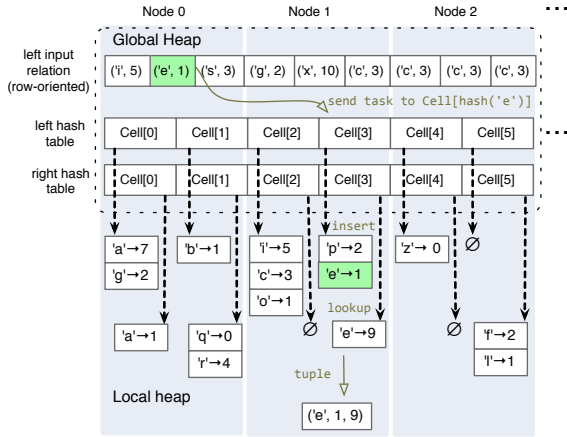 Node 0 Node 1 Node 2 ...
Global Heap
left input relation (row-oriented)
('i', 5) ('e', 1) ('s', 3) ('g', 2) ('x', 10) ('c', 3) ('c', 3) ('c', 3) ('c', 3)
send task to Cell[hash('e')]
left hash table
Cell[0] Cell[1] Cell[2] Cell[3] Cell[4] Cell[5] ...
right hash table
Cell[0] Cell[1] Cell[2] Cell[3] Cell[4] Cell[5]
insert
'a'→7 'b'→1 'i'→5 'p'→2 'z'→ 0 ∅
'g'→2 'c'→3 'e'→1
'o'→1
lookup
'a'→1 'q'→0 ∅ 'e'→9 ∅ 'f'→2
'r'→4 'l'→1
tuple
Local heap
('e', 1, 9)